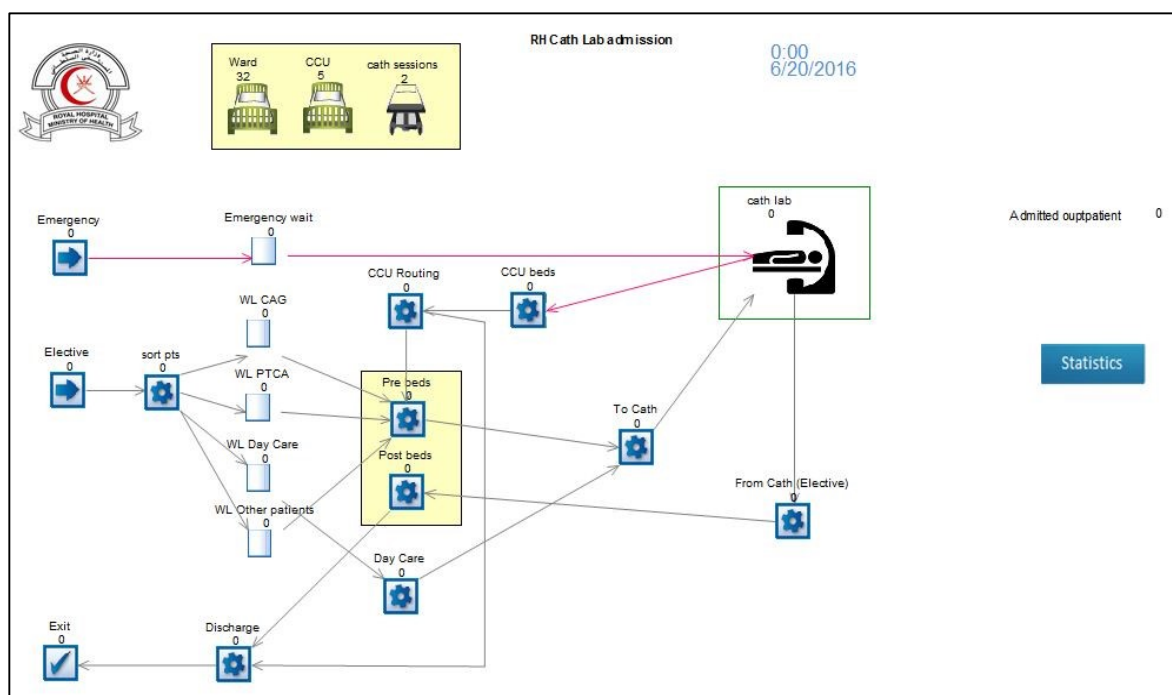 RH Cath Lab admission
0:00
6/20/2016
وزارة الصحة
المستشفى السلطاني
ROYAL HOSPITAL
MINISTRY OF HEALTH
Ward
32
CCU
5
cath sessions
2
cath lab
0
Admitted ouptpatient 0
Emergency
0
Emergency wait
0
CCU Routing
0
CCU beds
0
WL CAG
0
Elective
0
sort pts
0
WL PTCA
0
Pre beds
0
Statistics
To Cath
0
WL Day Care
0
Post beds
0
From Cath (Elective)
0
WL Other patients
0
Day Care
0
Exit
0
Discharge
0